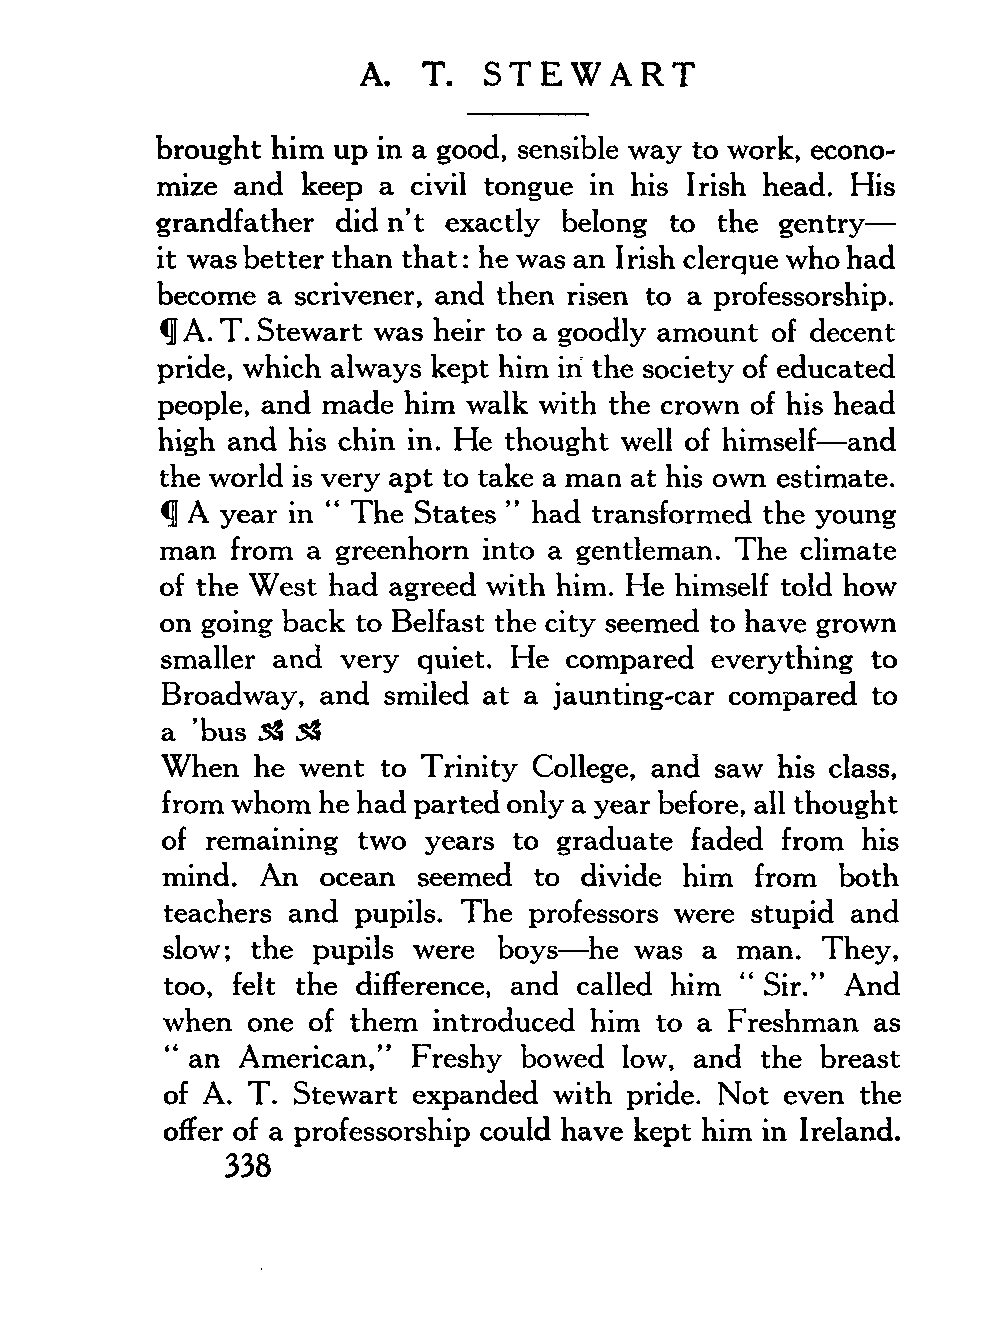 A. T. STEWART
brought him up in a good, sensible way to work, econo-
mize and keep a civil tongue in his Irish head. His
grandfather did n't exactly belong to the gentry—
it was better than that: he was an Irish clerque who had
become a scrivener, and then risen to a professorship.
¶ A. T. Stewart was heir to a goodly amount of decent
pride, which always kept him in the society of educated
people, and made him walk with the crown of his head
high and his chin in. He thought well of himself—and
the world is very apt to take a man at his own estimate.
¶ A year in “ The States ” had transformed the young
man from a greenhorn into a gentleman. The climate
of the West had agreed with him. He himself told how
on going back to Belfast the city seemed to have grown
smaller and very quiet. He compared everything to
Broadway, and smiled at a jaunting-car compared to
a ’bus
When he went to Trinity College, and saw his class,
from whom he had parted only a year before, all thought
of remaining two years to graduate faded from his
mind. An ocean seemed to divide him from both
teachers and pupils. The professors were stupid and
slow; the pupils were boys—he was a man. They,
too, felt the difference, and called him “ Sir.” And
when one of them introduced him to a Freshman as
“ an American,” Freshy bowed low, and the breast
of A. T. Stewart expanded with pride. Not even the
offer of a professorship could have kept him in Ireland.
338